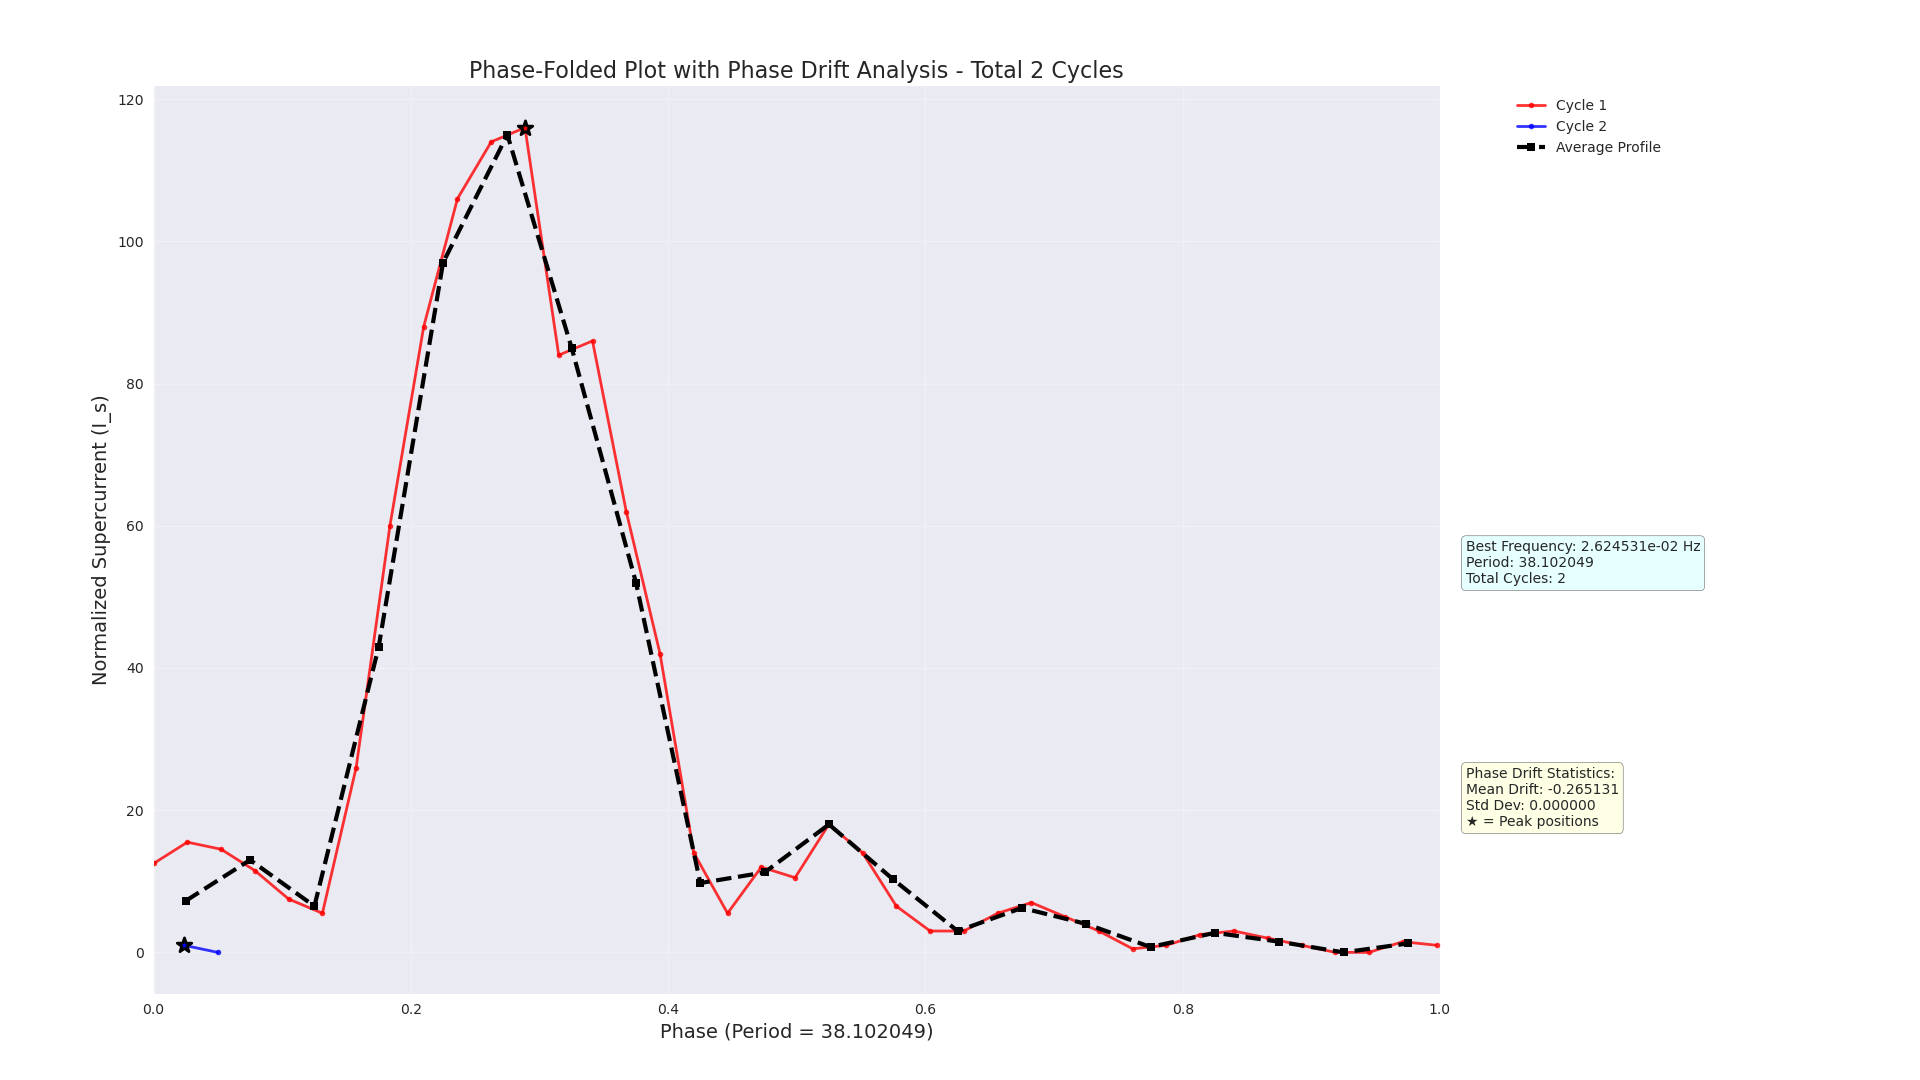 Phase-Folded Plot with Phase Drift Analysis - Total 2 Cycles
Cycle 1
Cycle 2
Average Profile
120
100
80
60
40
20
0
Normalized Supercurrent (I_s)
0.0
0.2
0.4
0.6
0.8
1.0
Phase (Period = 38.102049)
Best Frequency: 2.624531e-02 Hz
Period: 38.102049
Total Cycles: 2
Phase Drift Statistics:
Mean Drift: -0.265131
Std Dev: 0.000000
★ = Peak positions